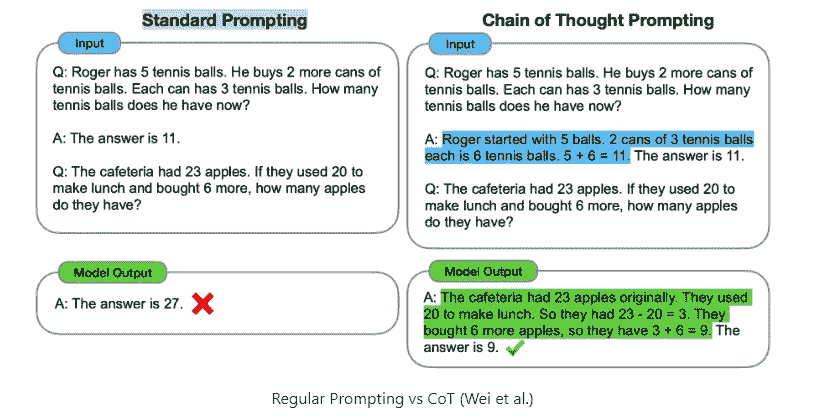 Standard Prompting
Input
Q: Roger has 5 tennis balls. He buys 2 more cans of
tennis balls. Each can has 3 tennis balls. How many
tennis balls does he have now?
A: The answer is 11.
Q: The cafeteria had 23 apples. If they used 20 to
make lunch and bought 6 more, how many apples
do they have?
Model Output
A: The answer is 27.
Chain of Thought Prompting
Input
Q: Roger has 5 tennis balls. He buys 2 more cans of
tennis balls. Each can has 3 tennis balls. How many
tennis balls does he have now?
A: Roger started with 5 balls. 2 cans of 3 tennis balls
each is 6 tennis balls. 5 + 6 = 11. The answer is 11.
Q: The cafeteria had 23 apples. If they used 20 to
make lunch and bought 6 more, how many apples
do they have?
Model Output
A: The cafeteria had 23 apples originally. They used
20 to make lunch. So they had 23 - 20 = 3. They
bought 6 more apples, so they have 3 + 6 = 9. The
answer is 9.
Regular Prompting vs CoT (Wei et al.)